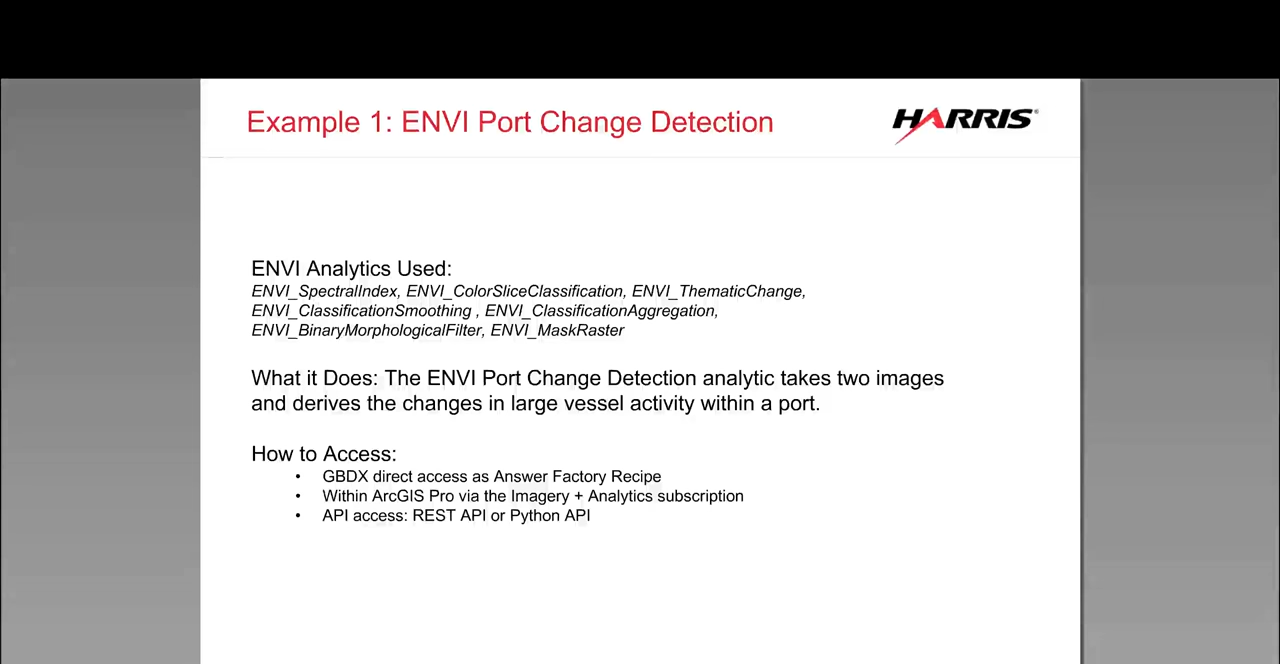 Example 1: ENVI Port Change Detection
HARRIS®
ENVI Analytics Used:
ENVI_SpectralIndex, ENVI_ColorSliceClassification, ENVI_ThematicChange,
ENVI_ClassificationSmoothing , ENVI_ClassificationAggregation,
ENVI_BinaryMorphologicalFilter, ENVI_MaskRaster
What it Does: The ENVI Port Change Detection analytic takes two images
and derives the changes in large vessel activity within a port.
How to Access:
• GBDX direct access as Answer Factory Recipe
• Within ArcGIS Pro via the Imagery + Analytics subscription
• API access: REST API or Python API